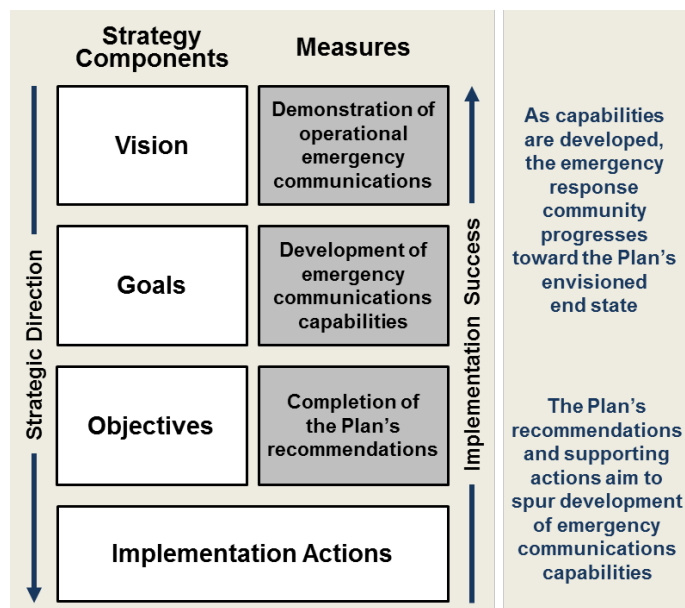 Strategy
Components
Measures
Strategic Direction
Vision
Demonstration of
operational
emergency
communications
Goals
Development of
emergency
communications
capabilities
Objectives
Completion of
the Plan's
recommendations
Implementation Actions
Implementation Success
As capabilities
are developed,
the emergency
response
community
progresses
toward the Plan's
envisioned
end state
The Plan's
recommendations
and supporting
actions aim to
spur development
of emergency
communications
capabilities